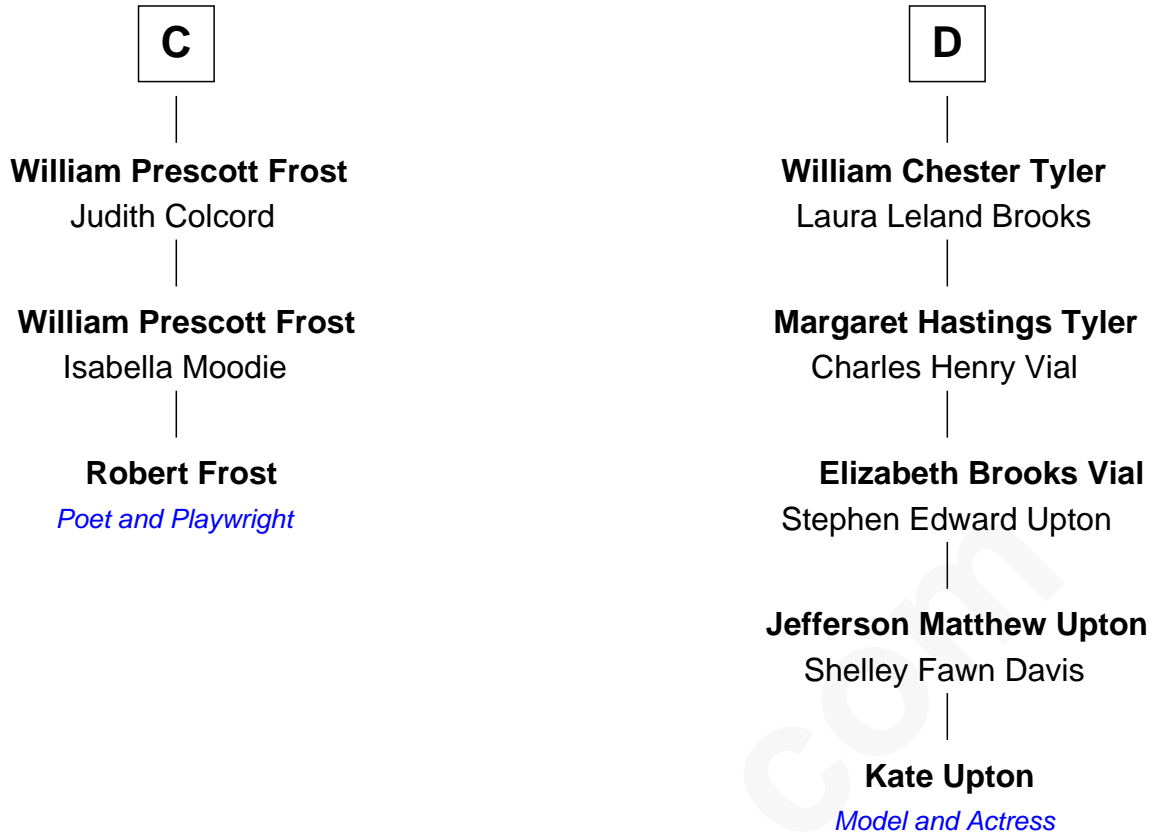 C
William Prescott Frost
Judith Colcord
William Prescott Frost
Isabella Moodie
Robert Frost
Poet and Playwright
D
William Chester Tyler
Laura Leland Brooks
Margaret Hastings Tyler
Charles Henry Vial
Elizabeth Brooks Vial
Stephen Edward Upton
Jefferson Matthew Upton
Shelley Fawn Davis
Kate Upton
Model and Actress
com